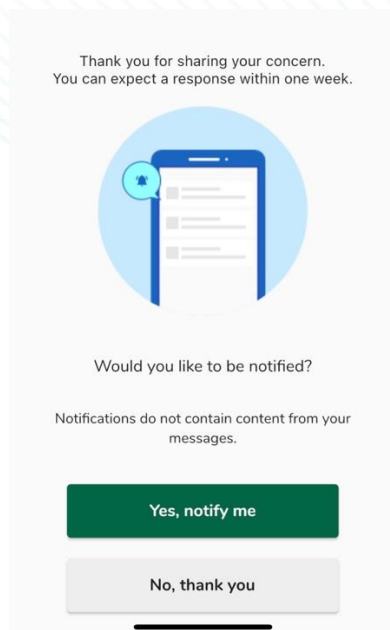 Thank you for sharing your concern.
You can expect a response within one week.
Would you like to be notified?
Notifications do not contain content from your
messages.
Yes, notify me
No, thank you